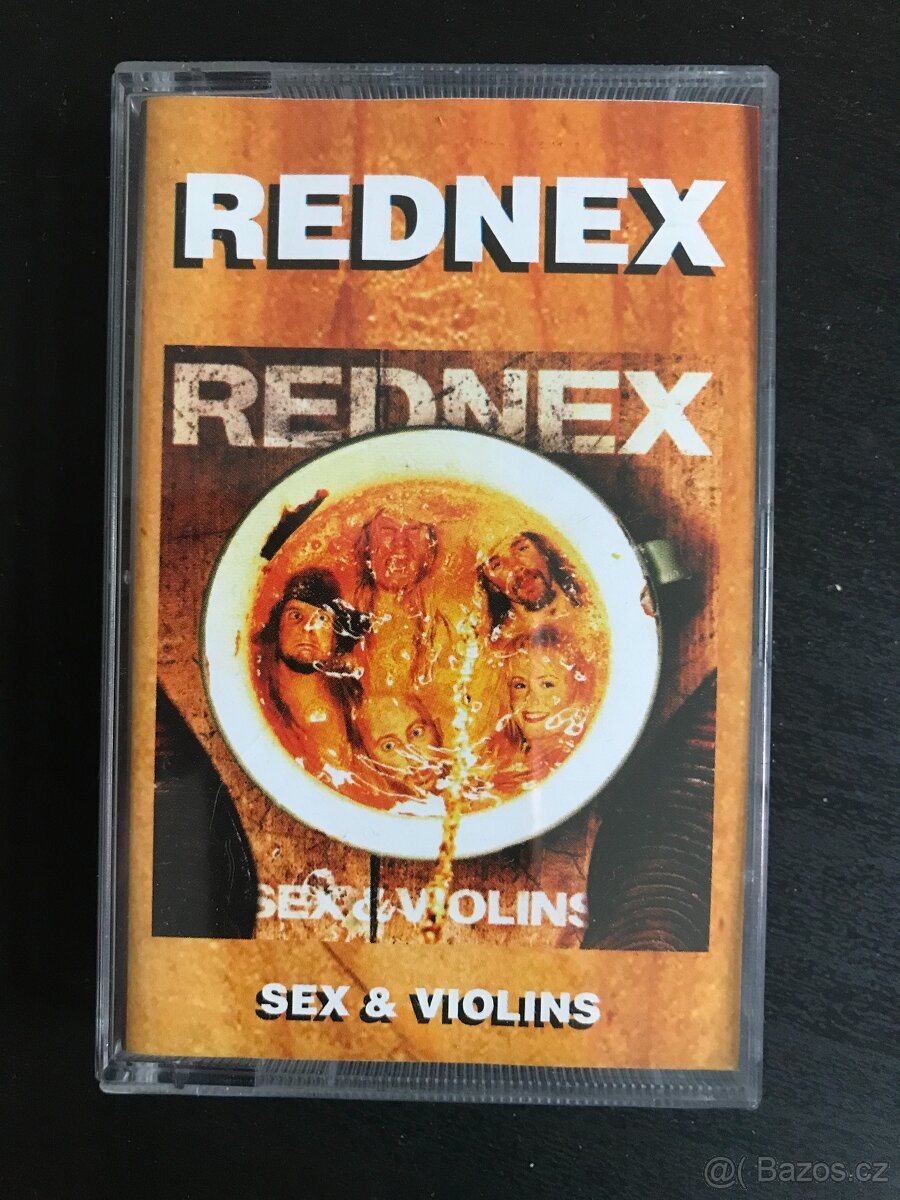 REDNEX
REDNEX
SEX & VIOLINS
SEX & VIOLINS
@( Bazos.cz